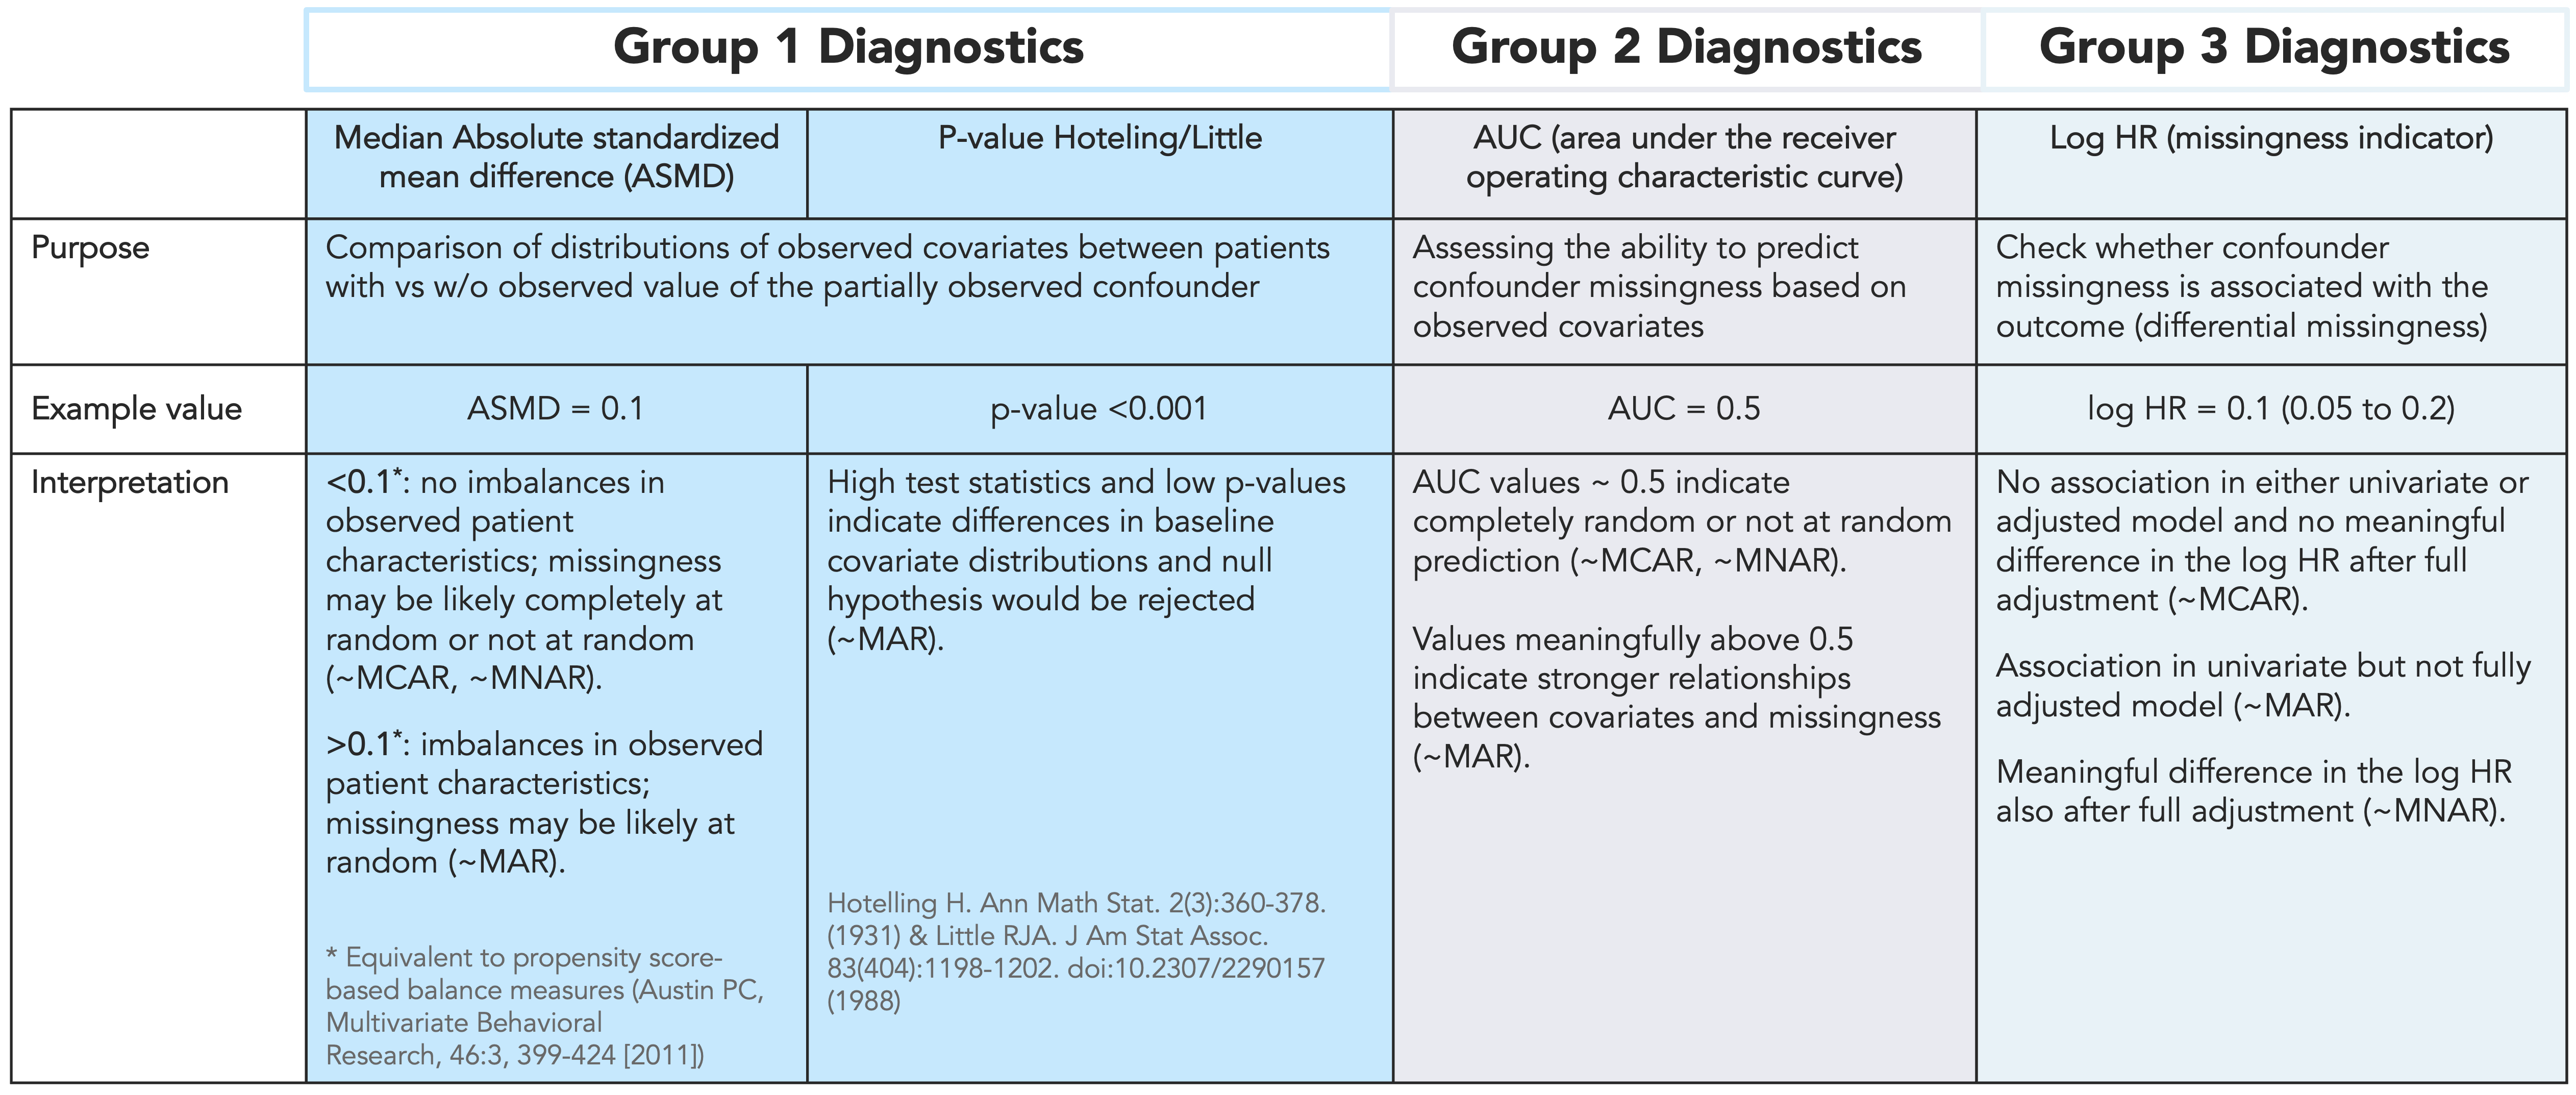 Group 1 Diagnostics
Group 2 Diagnostics
Group 3 Diagnostics
Median Absolute standardized
mean difference (ASMD)
P-value Hoteling/Little
AUC (area under the receiver
operating characteristic curve)
Log HR (missingness indicator)
Purpose
Comparison of distributions of observed covariates between patients
with vs w/o observed value of the partially observed confounder
Assessing the ability to predict
confounder missingness based on
observed covariates
Check whether confounder
missingness is associated with the
outcome (differential missingness)
Example value
ASMD = 0.1
p-value <0.001
AUC = 0.5
log HR = 0.1 (0.05 to 0.2)
Interpretation
<0.1*: no imbalances in
observed patient
characteristics; missingness
may be likely completely at
random or not at random
(~MCAR, ~MNAR).
>0.1*: imbalances in observed
patient characteristics;
missingness may be likely at
random (~MAR).
* Equivalent to propensity score-
based balance measures (Austin PC,
Multivariate Behavioral
Research, 46:3, 399-424 [2011])
High test statistics and low p-values
indicate differences in baseline
covariate distributions and null
hypothesis would be rejected
(~MAR).
Hotelling H. Ann Math Stat. 2(3):360-378.
(1931) & Little RJA. J Am Stat Assoc.
83(404):1198-1202. doi:10.2307/2290157
(1988)
AUC values ~ 0.5 indicate
completely random or not at random
prediction (~MCAR, ~MNAR).
Values meaningfully above 0.5
indicate stronger relationships
between covariates and missingness
(~MAR).
No association in either univariate or
adjusted model and no meaningful
difference in the log HR after full
adjustment (~MCAR).
Association in univariate but not fully
adjusted model (~MAR).
Meaningful difference in the log HR
also after full adjustment (~MNAR).